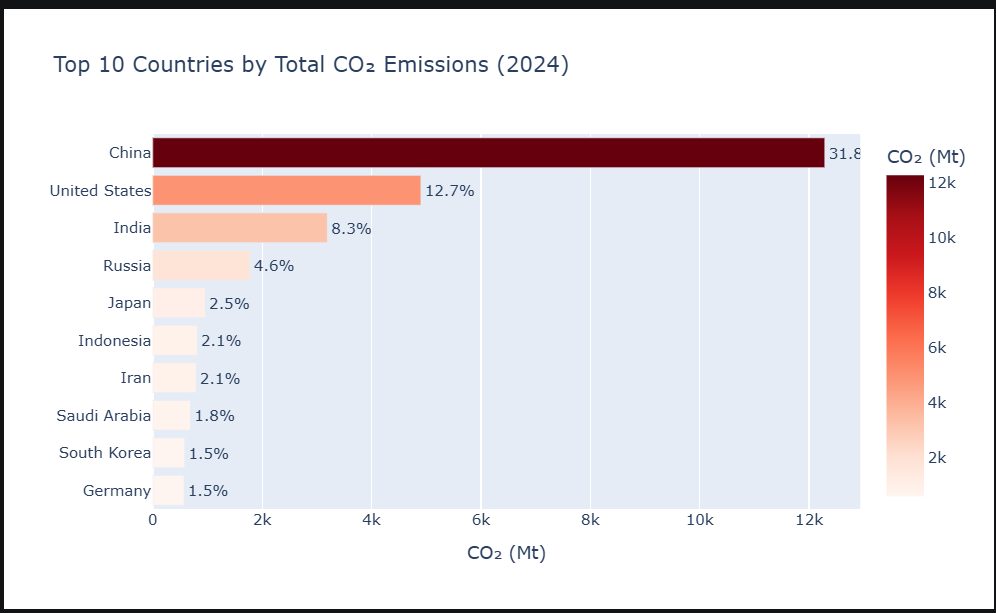 Top 10 Countries by Total CO₂ Emissions (2024)
China 31.8
United States 12.7%
India 8.3%
Russia 4.6%
Japan 2.5%
Indonesia 2.1%
Iran 2.1%
Saudi Arabia 1.8%
South Korea 1.5%
Germany 1.5%
0 2k 4k 6k 8k 10k 12k
CO₂ (Mt)
CO₂ (Mt)
12k
10k
8k
6k
4k
2k